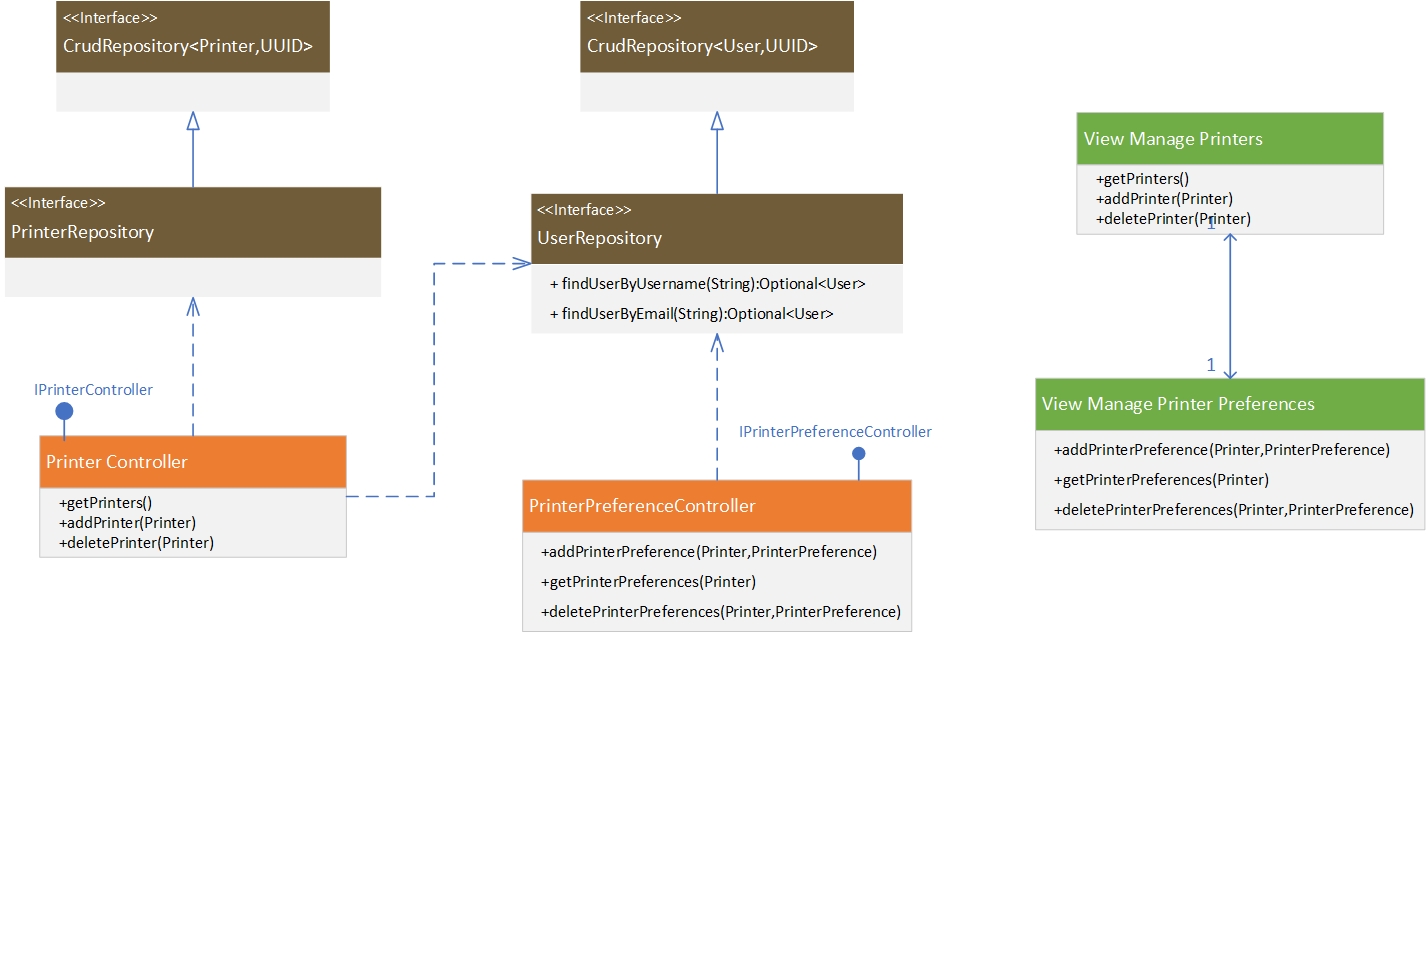 <<Interface>>
CrudRepository<Printer,UUID>
<<Interface>>
CrudRepository<User,UUID>
<<Interface>>
PrinterRepository
<<Interface>>
UserRepository
+ findUserByUsername(String):Optional<User>
+ findUserByEmail(String):Optional<User>
View Manage Printers
+getPrinters()
+addPrinter(Printer)
+deletePrinter(Printer)
1
1
View Manage Printer Preferences
+addPrinterPreference(Printer,PrinterPreference)
+getPrinterPreferences(Printer)
+deletePrinterPreferences(Printer,PrinterPreference)
IPrinterController
Printer Controller
+getPrinters()
+addPrinter(Printer)
+deletePrinter(Printer)
IPrinterPreferenceController
PrinterPreferenceController
+addPrinterPreference(Printer,PrinterPreference)
+getPrinterPreferences(Printer)
+deletePrinterPreferences(Printer,PrinterPreference)